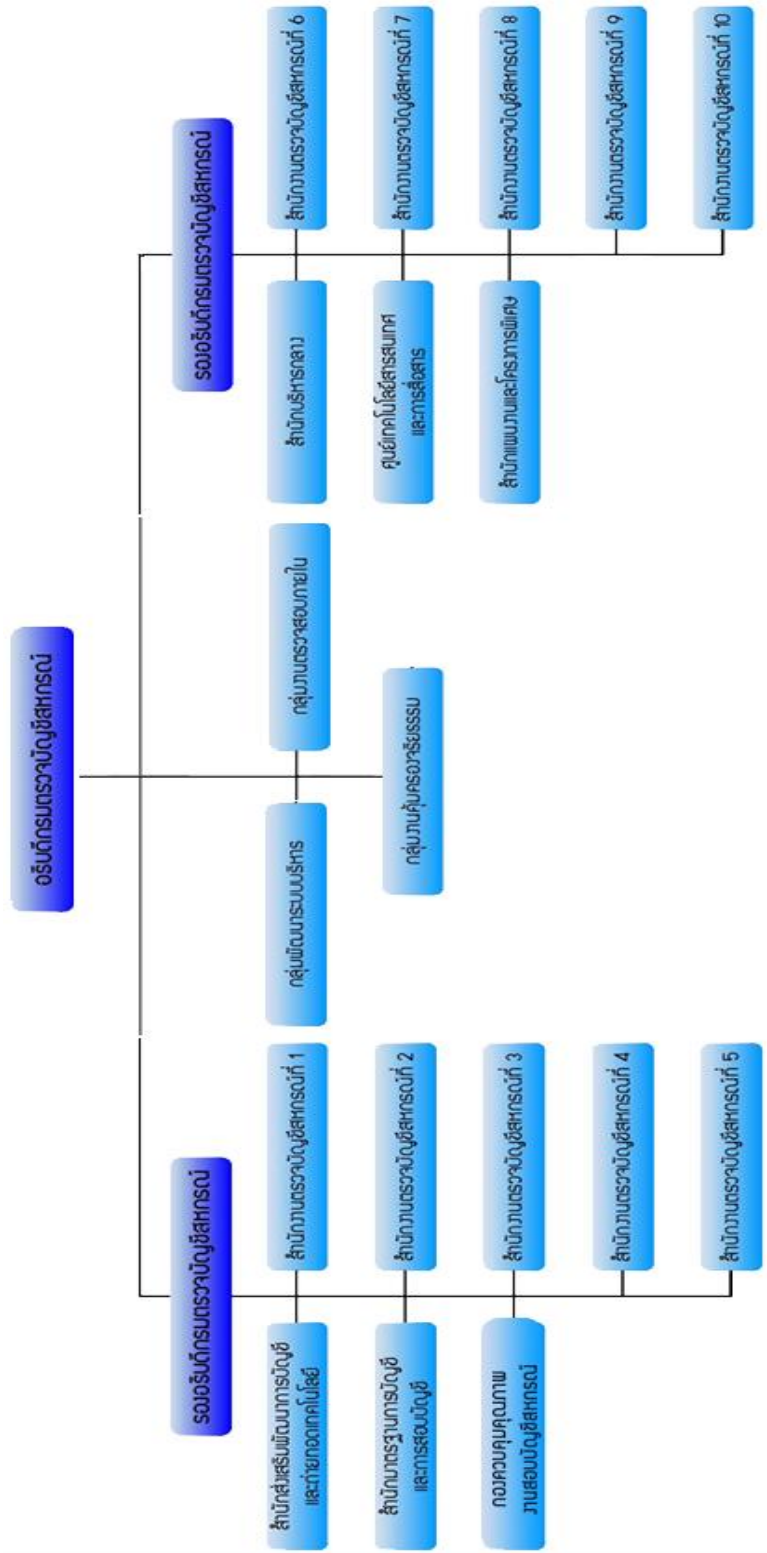 อธิบดีกรมตรวจบัญชีสหกรณ์
รองอธิบดีกรมตรวจบัญชีสหกรณ์
รองอธิบดีกรมตรวจบัญชีสหกรณ์
สำนักส่งเสริมพัฒนาการบัญชี
และถ่ายทอดเทคโนโลยี
สำนักงานตรวจบัญชีสหกรณ์ที่ 1
กลุ่มพัฒนาระบบบริหาร
กลุ่มงานตรวจสอบภายใน
สำนักบริหารกลาง
สำนักงานตรวจบัญชีสหกรณ์ที่ 6
สำนักมาตรฐานการบัญชี
และการสอบบัญชี
สำนักงานตรวจบัญชีสหกรณ์ที่ 2
กลุ่มงานคุ้มครองจริยธรรม
ศูนย์เทคโนโลยีสารสนเทศ
และการสื่อสาร
สำนักงานตรวจบัญชีสหกรณ์ที่ 7
กองควบคุมคุณภาพ
งานสอบบัญชีสหกรณ์
สำนักงานตรวจบัญชีสหกรณ์ที่ 3
สำนักแผนงานและโครงการพิเศษ
สำนักงานตรวจบัญชีสหกรณ์ที่ 8
สำนักงานตรวจบัญชีสหกรณ์ที่ 4
สำนักงานตรวจบัญชีสหกรณ์ที่ 9
สำนักงานตรวจบัญชีสหกรณ์ที่ 5
สำนักงานตรวจบัญชีสหกรณ์ที่ 10